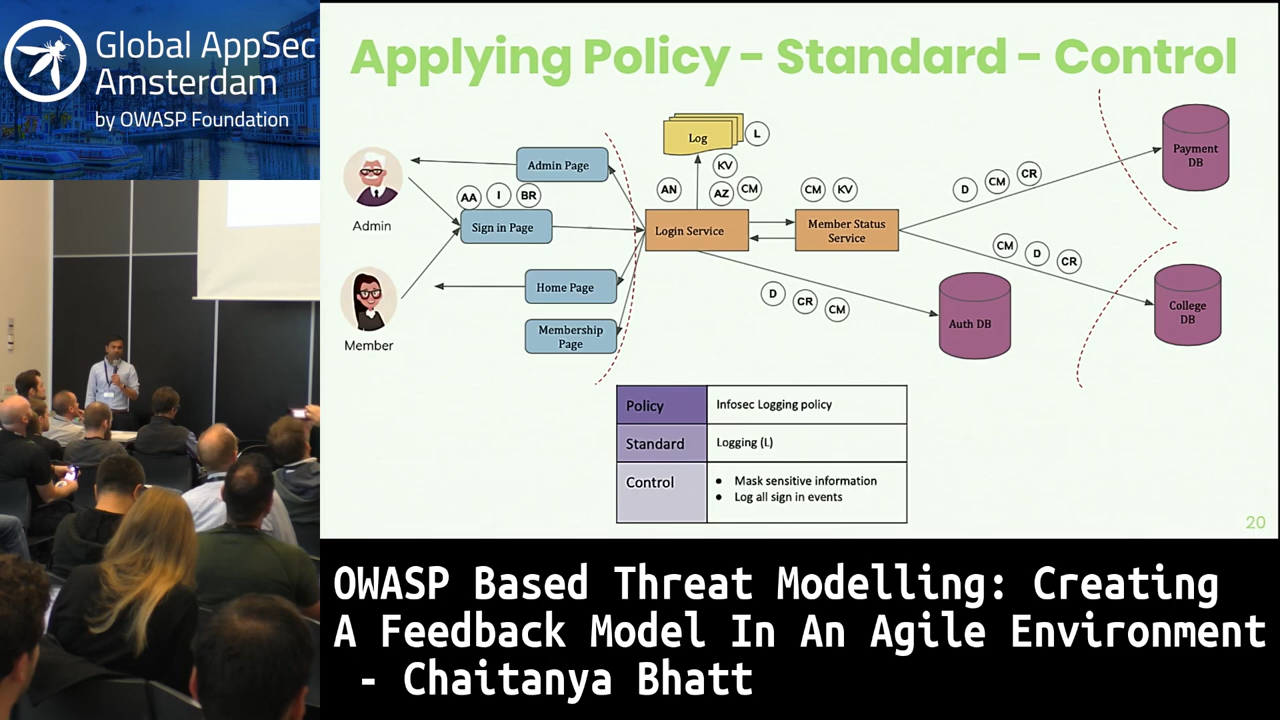 Global AppSec
Amsterdam
by OWASP Foundation
Applying Policy - Standard - Control
Log
L
Payment
DB
Admin Page
KV
AN
AZ
CM
CM
KV
D
CM
CR
AA
I
BR
Admin
Sign in Page
Login Service
Member Status
Service
CM
D
CR
Home Page
D
CR
CM
College
DB
Auth DB
Member
Membership
Page
Policy
Infosec Logging policy
Standard
Logging (L)
Control
● Mask sensitive information
● Log all sign in events
20
OWASP Based Threat Modelling: Creating
A Feedback Model In An Agile Environment
- Chaitanya Bhatt